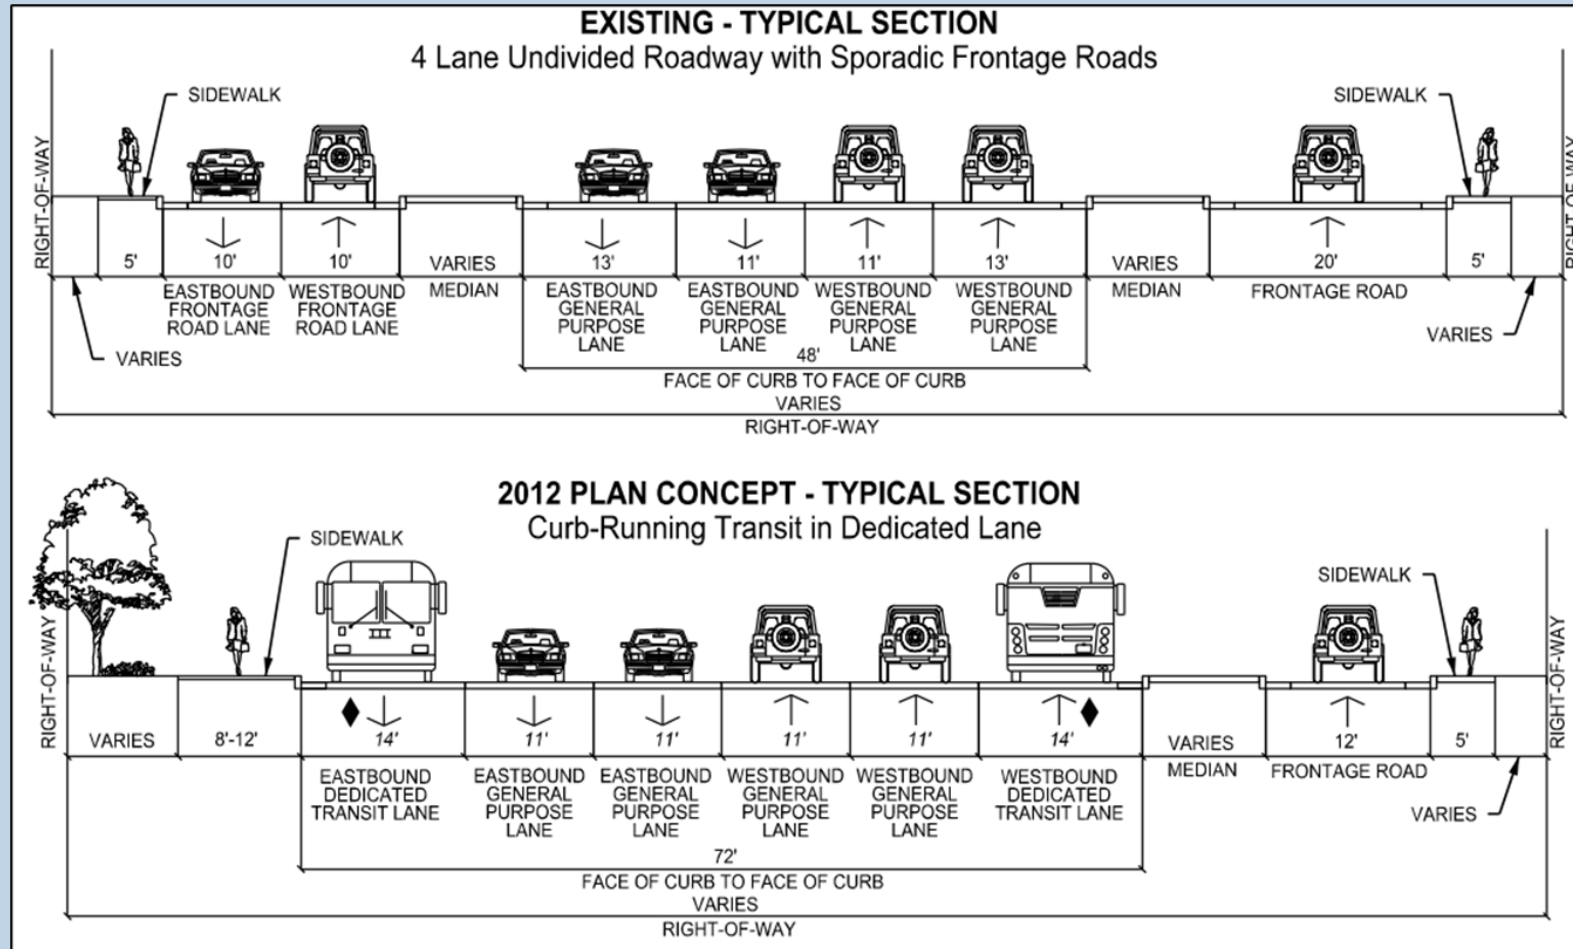 EXISTING - TYPICAL SECTION
4 Lane Undivided Roadway with Sporadic Frontage Roads
SIDEWALK
SIDEWALK
RIGHT-OF-WAY
RIGHT-OF-WAY
5'
10'
10'
VARIES
13'
11'
11'
13'
VARIES
20'
5'
EASTBOUND
FRONTAGE
ROAD LANE
WESTBOUND
FRONTAGE
ROAD LANE
MEDIAN
EASTBOUND
GENERAL
PURPOSE
LANE
EASTBOUND
GENERAL
PURPOSE
LANE
WESTBOUND
GENERAL
PURPOSE
LANE
WESTBOUND
GENERAL
PURPOSE
LANE
MEDIAN
FRONTAGE ROAD
VARIES
VARIES
48'
FACE OF CURB TO FACE OF CURB
VARIES
RIGHT-OF-WAY
2012 PLAN CONCEPT - TYPICAL SECTION
Curb-Running Transit in Dedicated Lane
SIDEWALK
SIDEWALK
RIGHT-OF-WAY
RIGHT-OF-WAY
VARIES
8'-12'
14'
11'
11'
11'
11'
14'
VARIES
12'
5'
EASTBOUND
DEDICATED
TRANSIT LANE
EASTBOUND
GENERAL
PURPOSE
LANE
EASTBOUND
GENERAL
PURPOSE
LANE
WESTBOUND
GENERAL
PURPOSE
LANE
WESTBOUND
GENERAL
PURPOSE
LANE
WESTBOUND
DEDICATED
TRANSIT LANE
MEDIAN
FRONTAGE ROAD
VARIES
72'
FACE OF CURB TO FACE OF CURB
VARIES
RIGHT-OF-WAY